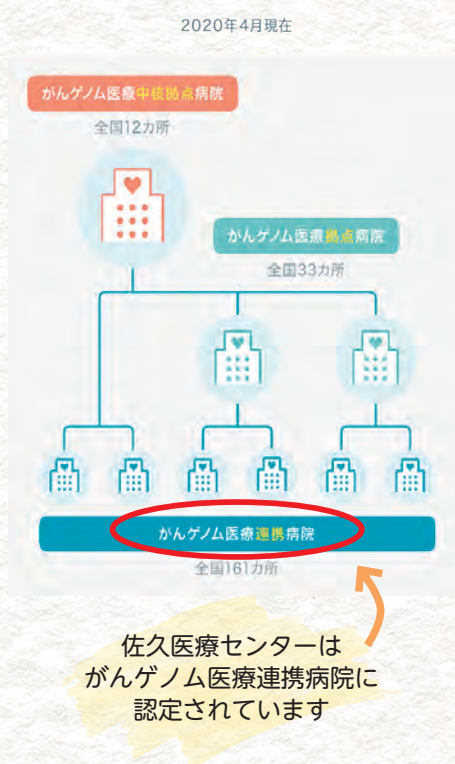 2020年4月現在
がんゲノム医療中核拠点病院
全国12カ所
がんゲノム医療拠点病院
全国33カ所
がんゲノム医療連携病院
全国161カ所
佐久医療センターは
がんゲノム医療連携病院に
認定されています